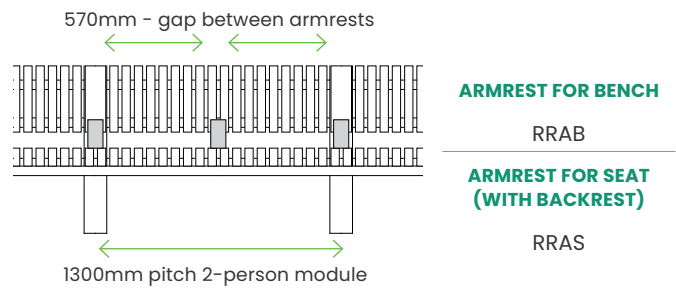 570mm - gap between armrests
ARMREST FOR BENCH
RRAB
ARMREST FOR SEAT
(WITH BACKREST)
RRAS
1300mm pitch 2-person module